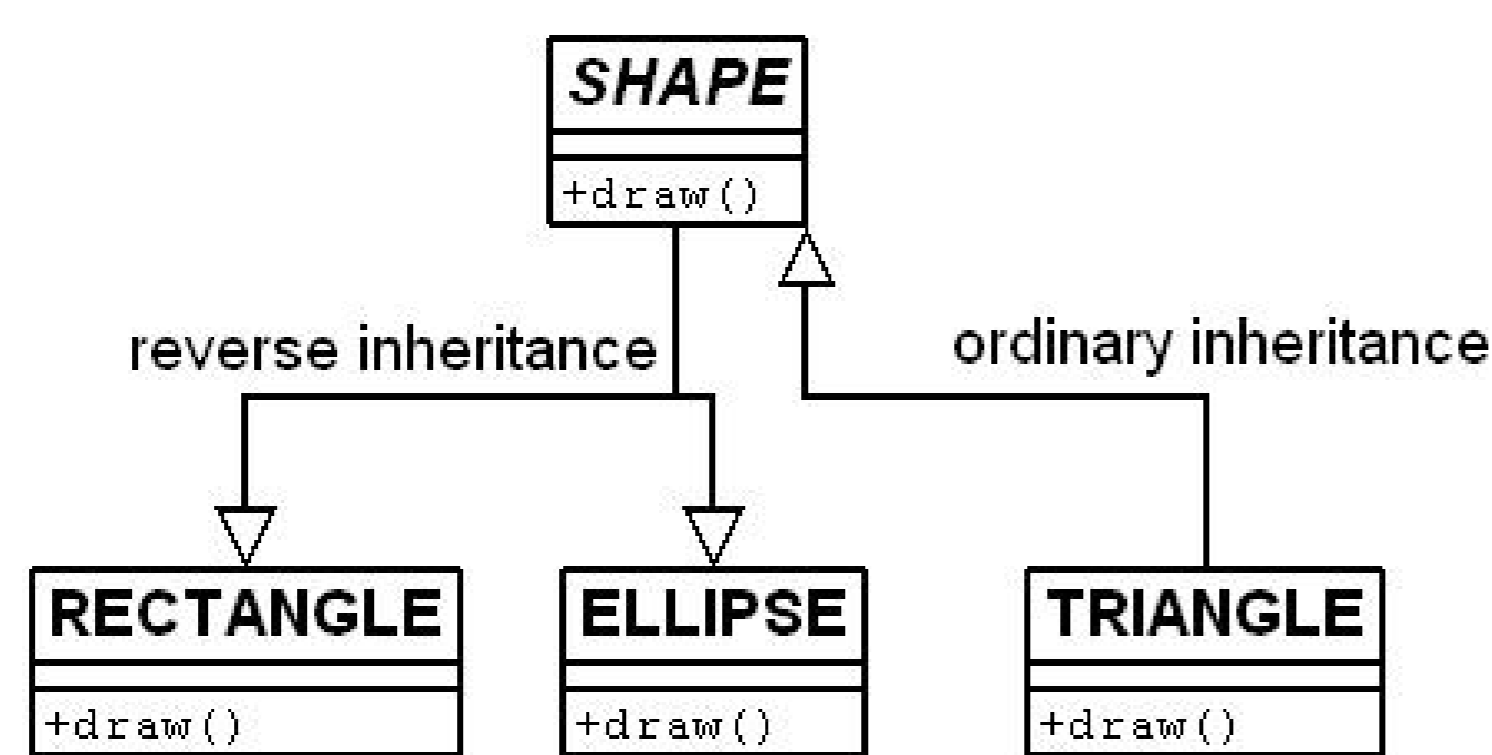 SHAPE
+draw()
reverse inheritance
ordinary inheritance
RECTANGLE
+draw()
ELLIPSE
+draw()
TRIANGLE
+draw()